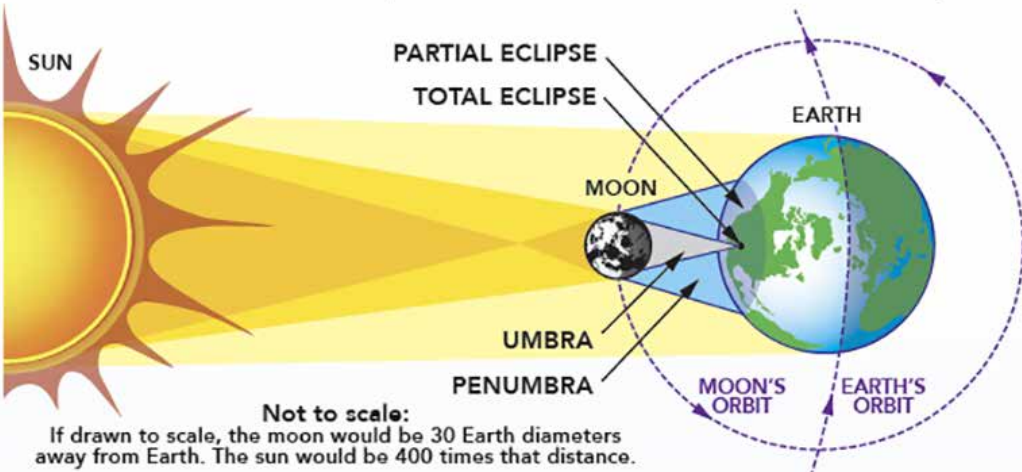 SUN
PARTIAL ECLIPSE
TOTAL ECLIPSE
EARTH
MOON
UMBRA
PENUMBRA
MOON'S
ORBIT
EARTH'S
ORBIT
Not to scale:
If drawn to scale, the moon would be 30 Earth diameters
away from Earth. The sun would be 400 times that distance.